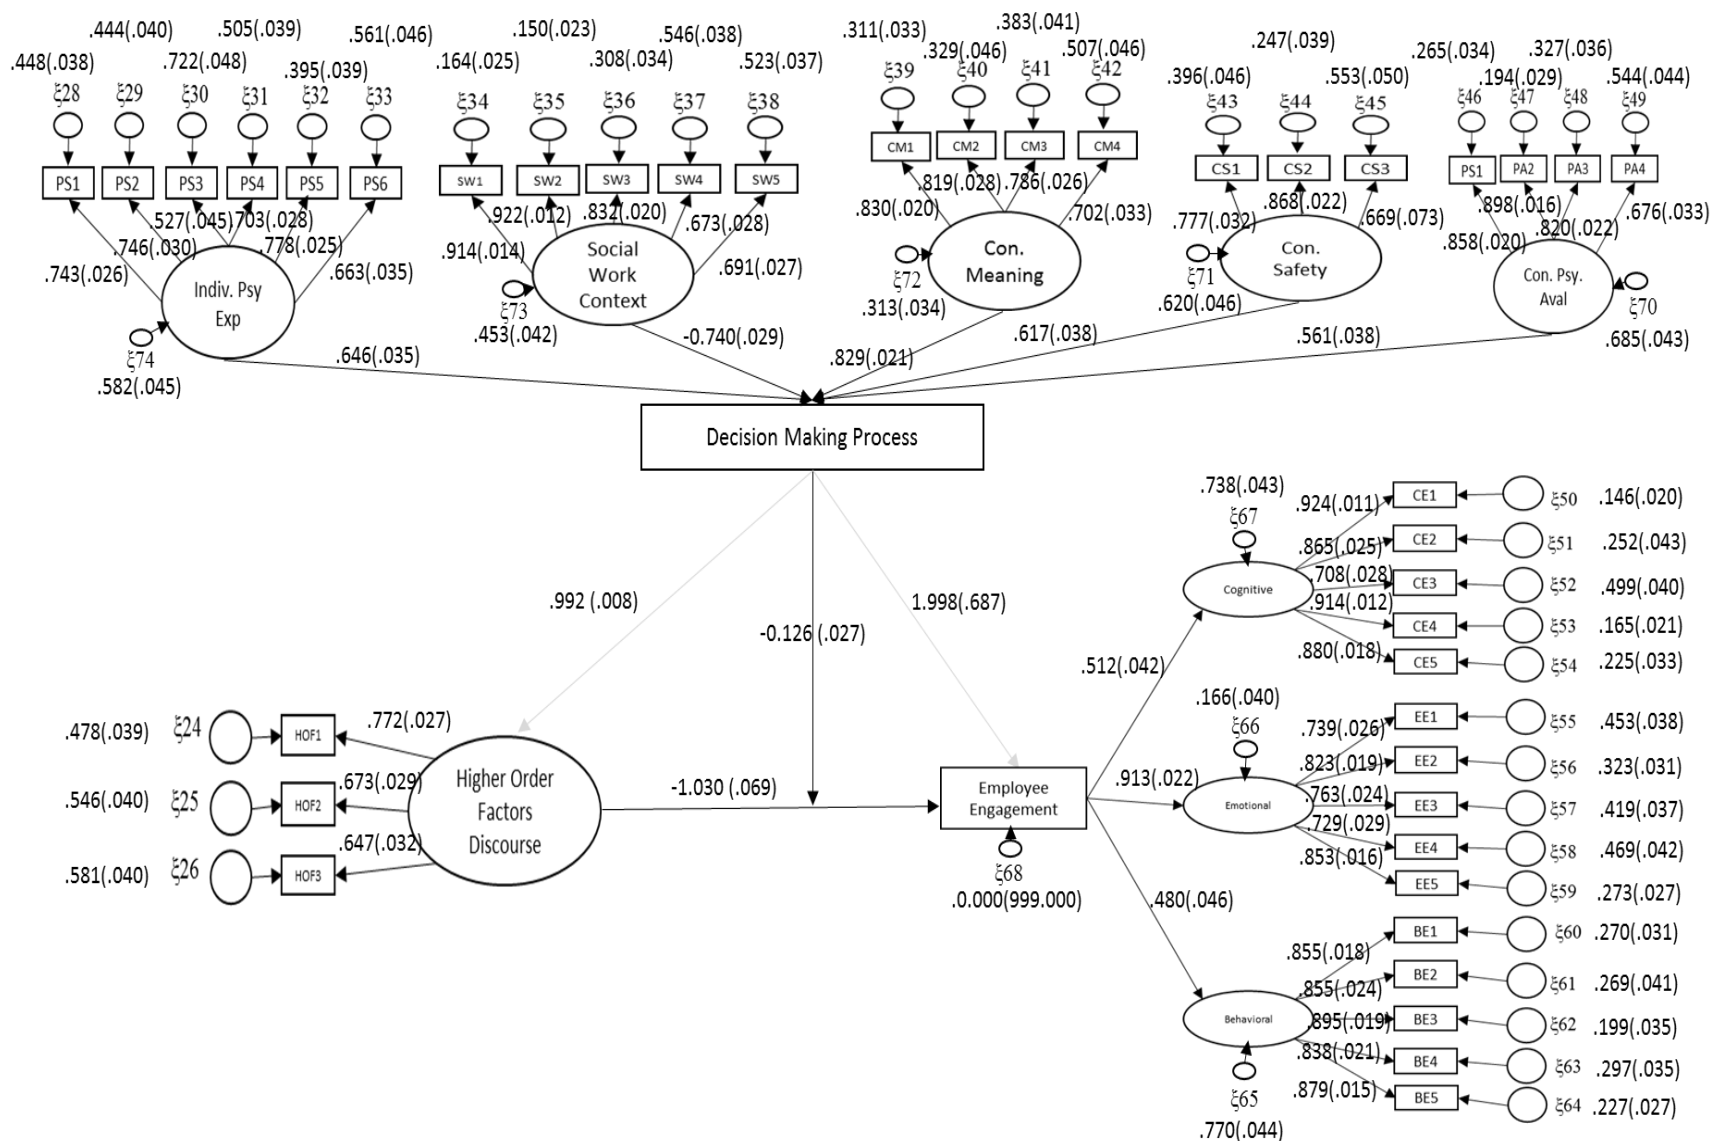 .444(.040) .505(.039) .561(.046) .150(.023) .546(.038) .311(.033) .383(.041) .247(.039) .265(.034) .327(.036)
.448(.038) .722(.048) .395(.039) .164(.025) .308(.034) .523(.037) .329(.046) .507(.046) .396(.046) .553(.050) .194(.029) .544(.044)
ξ28 ξ29 ξ30 ξ31 ξ32 ξ33 ξ34 ξ35 ξ36 ξ37 ξ38 ξ39 ξ40 ξ41 ξ42 ξ43 ξ44 ξ45 ξ46 ξ47 ξ48 ξ49
PS1 PS2 PS3 PS4 PS5 PS6 SW1 SW2 SW3 SW4 SW5 CM1 CM2 CM3 CM4 CS1 CS2 CS3 PS1 PA2 PA3 PA4
.527(.045) .703(.028) .922(.012) .832(.020) .819(.028) .786(.026) .868(.022) .898(.016)
.746(.030) .778(.025) .914(.014) .673(.028) .830(.020) .702(.033) .777(.032) .669(.073) .858(.020) .820(.022) .676(.033)
.743(.026) .663(.035) .691(.027)
Indiv. Psy
Exp
Social
Work
Context
Con.
Meaning
Con.
Safety
Con. Psy.
Aval
ξ74 ξ73 ξ72 ξ71 ξ70
.582(.045) .453(.042) .313(.034) .620(.046) .685(.043)
.646(.035) -0.740(.029) .829(.021) .617(.038) .561(.038)
Decision Making Process
.992 (.008) -0.126 (.027) 1.998(.687)
.738(.043)
ξ67
Cognitive
.512(.042)
.924(.011) CE1 ξ50 .146(.020)
.865(.025) CE2 ξ51 .252(.043)
.708(.028) CE3 ξ52 .499(.040)
.914(.012) CE4 ξ53 .165(.021)
.880(.018) CE5 ξ54 .225(.033)
.478(.039) ξ24 HOF1 .772(.027)
.546(.040) ξ25 HOF2 .673(.029)
.581(.040) ξ26 HOF3 .647(.032)
Higher Order
Factors
Discourse
-1.030 (.069)
Employee
Engagement
ξ68
.0.000(999.000)
.166(.040)
ξ66
.913(.022)
Emotional
.739(.026) EE1 ξ55 .453(.038)
.823(.019) EE2 ξ56 .323(.031)
.763(.024) EE3 ξ57 .419(.037)
.729(.029) EE4 ξ58 .469(.042)
.853(.016) EE5 ξ59 .273(.027)
.480(.046)
Behavioral
.855(.018) BE1 ξ60 .270(.031)
.855(.024) BE2 ξ61 .269(.041)
.895(.019) BE3 ξ62 .199(.035)
.838(.021) BE4 ξ63 .297(.035)
.879(.015) BE5 ξ64 .227(.027)
ξ65
.770(.044)